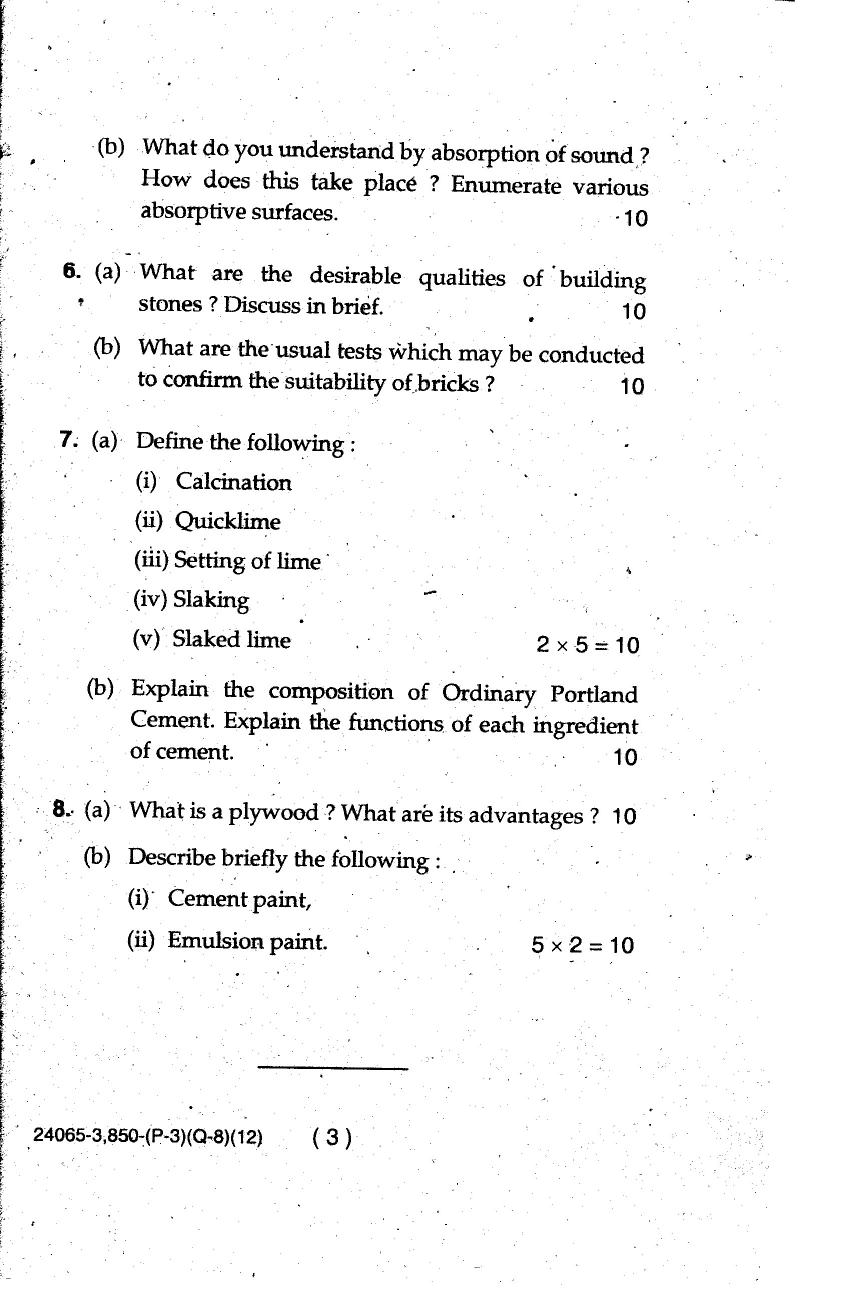 (b) What do you understand by absorption of sound ?
How does this take place ? Enumerate various
absorptive surfaces. 10
6. (a) What are the desirable qualities of building
stones ? Discuss in brief. 10
(b) What are the usual tests which may be conducted
to confirm the suitability of bricks ? 10
7. (a) Define the following :
(i) Calcination
(ii) Quicklime
(iii) Setting of lime
(iv) Slaking
(v) Slaked lime 2 × 5 = 10
(b) Explain the composition of Ordinary Portland
Cement. Explain the functions of each ingredient
of cement. 10
8. (a) What is a plywood ? What are its advantages ? 10
(b) Describe briefly the following :
(i) Cement paint,
(ii) Emulsion paint. 5 × 2 = 10
24065-3,850-(P-3)(Q-8)(12) ( 3 )